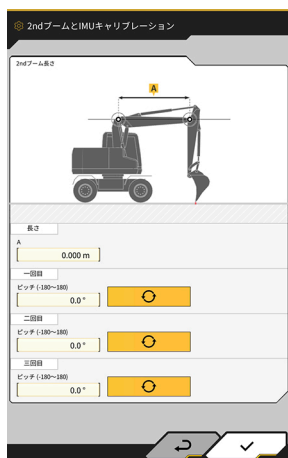 2ndブームとIMUキャリブレーション
2ndブーム長さ
A
長さ
A
0.000 m
一回目
ピッチ (-180～180)
0.0 °
二回目
ピッチ (-180～180)
0.0 °
三回目
ピッチ (-180～180)
0.0 °